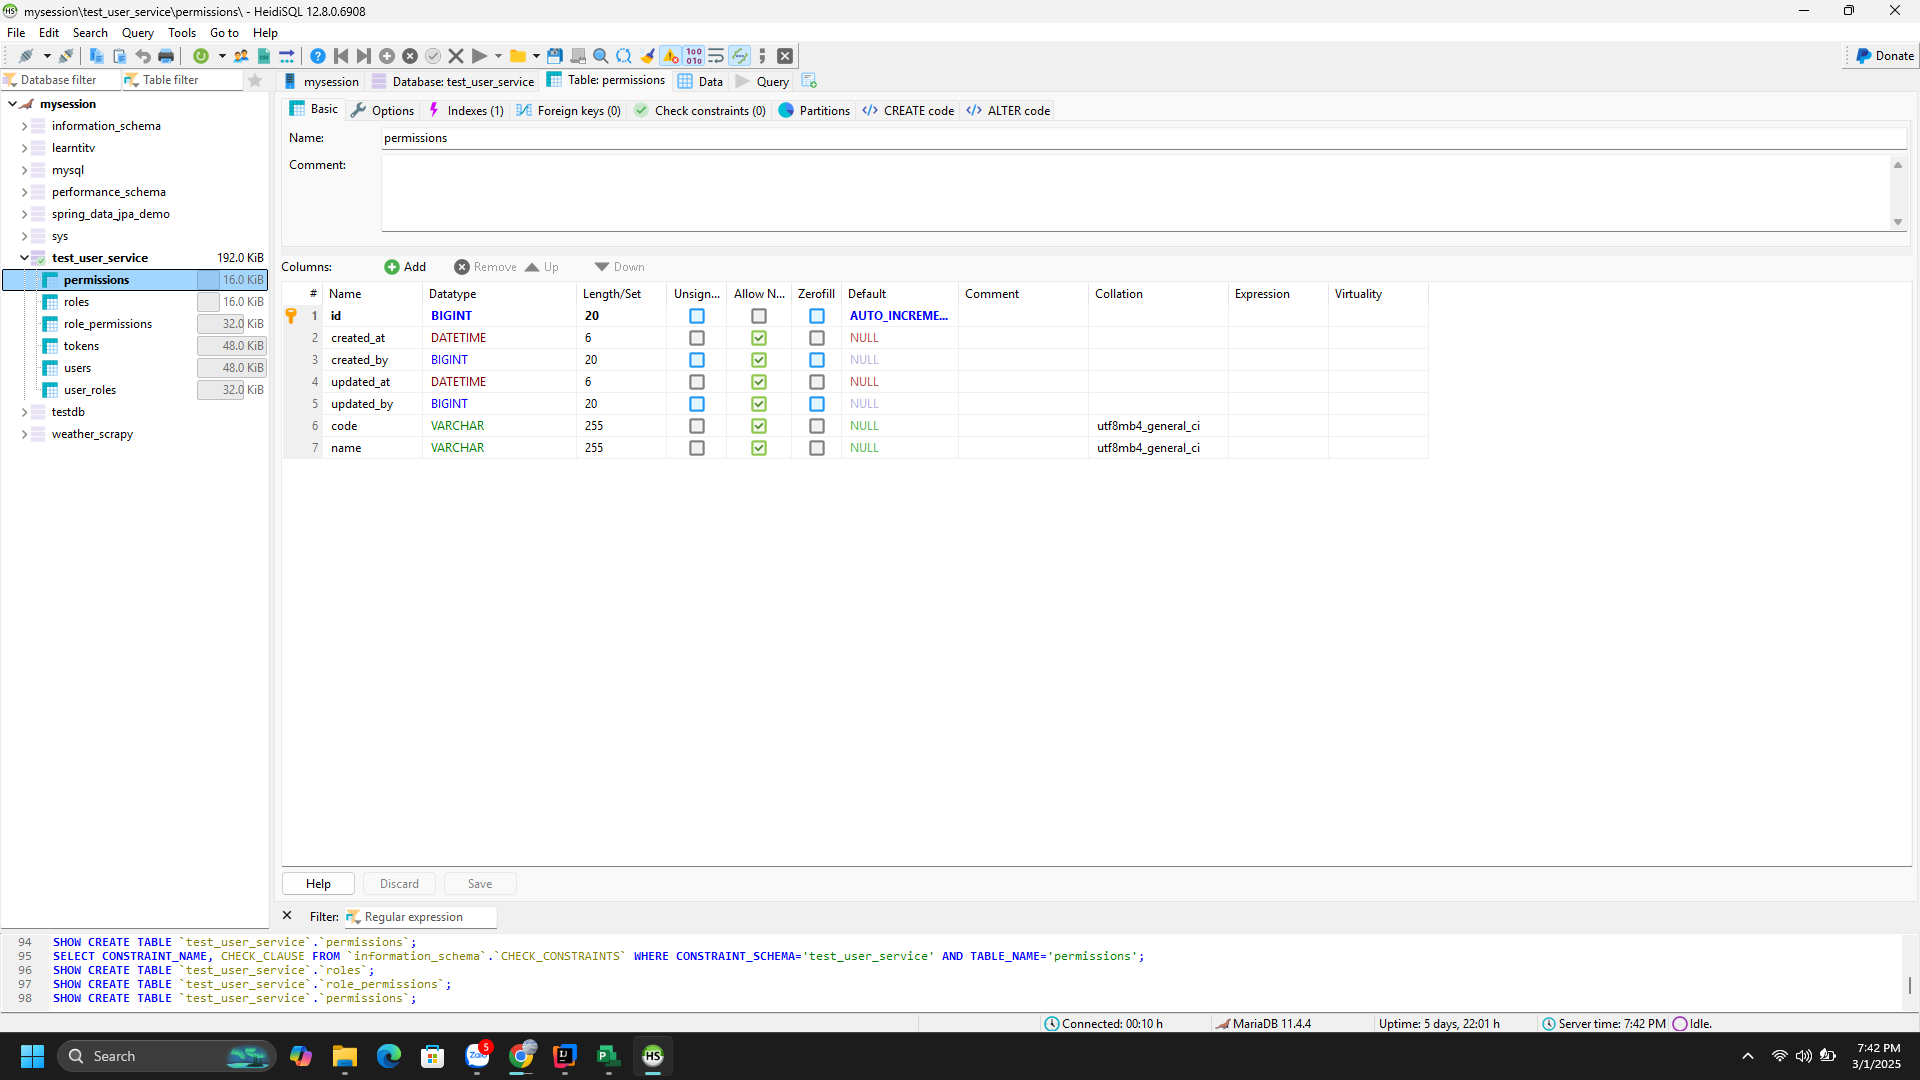 mysession\test_user_service\permissions\ - HeidiSQL 12.8.0.6908
File Edit Search Query Tools Go to Help
Donate
Database filter Table filter
mysession Database: test_user_service Table: permissions Data Query
mysession
information_schema
learntitv
mysql
performance_schema
spring_data_jpa_demo
sys
test_user_service 192.0 KiB
permissions 16.0 KiB
roles 16.0 KiB
role_permissions 32.0 KiB
tokens 48.0 KiB
users 48.0 KiB
user_roles 32.0 KiB
testdb
weather_scrapy
Basic Options Indexes (1) Foreign keys (0) Check constraints (0) Partitions CREATE code ALTER code
Name: permissions
Comment:
Columns: Add Remove Up Down
# Name Datatype Length/Set Unsign... Allow N... Zerofill Default Comment Collation Expression Virtuality
1 id BIGINT 20 AUTO_INCREME...
2 created_at DATETIME 6 NULL
3 created_by BIGINT 20 NULL
4 updated_at DATETIME 6 NULL
5 updated_by BIGINT 20 NULL
6 code VARCHAR 255 NULL utf8mb4_general_ci
7 name VARCHAR 255 NULL utf8mb4_general_ci
Help Discard Save
Filter: Regular expression
94 SHOW CREATE TABLE `test_user_service`.`permissions`;
95 SELECT CONSTRAINT_NAME, CHECK_CLAUSE FROM `information_schema`.`CHECK_CONSTRAINTS` WHERE CONSTRAINT_SCHEMA='test_user_service' AND TABLE_NAME='permissions';
96 SHOW CREATE TABLE `test_user_service`.`roles`;
97 SHOW CREATE TABLE `test_user_service`.`role_permissions`;
98 SHOW CREATE TABLE `test_user_service`.`permissions`;
Connected: 00:10 h MariaDB 11.4.4 Uptime: 5 days, 22:01 h Server time: 7:42 PM Idle.
Search
Zalo 5
HS
7:42 PM
3/1/2025